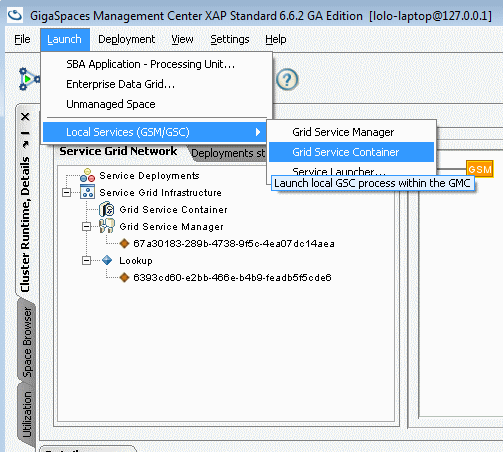 GigaSpaces Management Center XAP Standard 6.6.2 GA Edition [lolo-laptop@127.0.0.1]
File Launch Deployment View Settings Help
SBA Application - Processing Unit...
Enterprise Data Grid...
Unmanaged Space
Local Services (GSM/GSC)
Grid Service Manager
Grid Service Container
Service Launcher...
Launch local GSC process within the GMC
GSM
Cluster Runtime, Details
Space Browser
Utilization
Service Grid Network
Deployments st
Service Deployments
Service Grid Infrastructure
Grid Service Container
Grid Service Manager
67a30183-289b-4738-9f5c-4ea07dc14aea
Lookup
6393cd60-e2bb-466e-b4b9-feadb5f5cde6